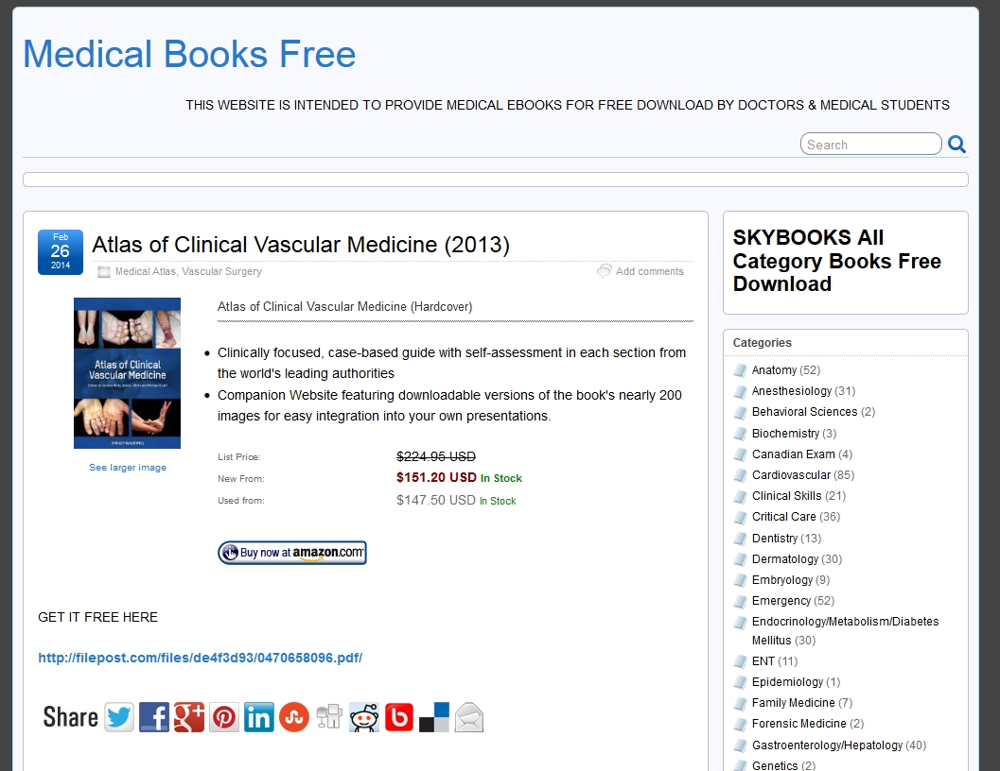 Medical Books Free
THIS WEBSITE IS INTENDED TO PROVIDE MEDICAL EBOOKS FOR FREE DOWNLOAD BY DOCTORS & MEDICAL STUDENTS
Search
Feb
26
2014
Atlas of Clinical Vascular Medicine (2013)
Medical Atlas, Vascular Surgery
Add comments
Atlas of Clinical
Vascular Medicine
WILEY-BLACKWELL
See larger image
Atlas of Clinical Vascular Medicine (Hardcover)
Clinically focused, case-based guide with self-assessment in each section from
the world's leading authorities
Companion Website featuring downloadable versions of the book's nearly 200
images for easy integration into your own presentations.
List Price: $224.95 USD
New From: $151.20 USD In Stock
Used from: $147.50 USD In Stock
Buy now at amazon.com
GET IT FREE HERE
http://filepost.com/files/de4f3d93/0470658096.pdf/
Share
SKYBOOKS All
Category Books Free
Download
Categories
Anatomy (52)
Anesthesiology (31)
Behavioral Sciences (2)
Biochemistry (3)
Canadian Exam (4)
Cardiovascular (85)
Clinical Skills (21)
Critical Care (36)
Dentistry (13)
Dermatology (30)
Embryology (9)
Emergency (52)
Endocrinology/Metabolism/Diabetes
Mellitus (30)
ENT (11)
Epidemiology (1)
Family Medicine (7)
Forensic Medicine (2)
Gastroenterology/Hepatology (40)
Genetics (2)